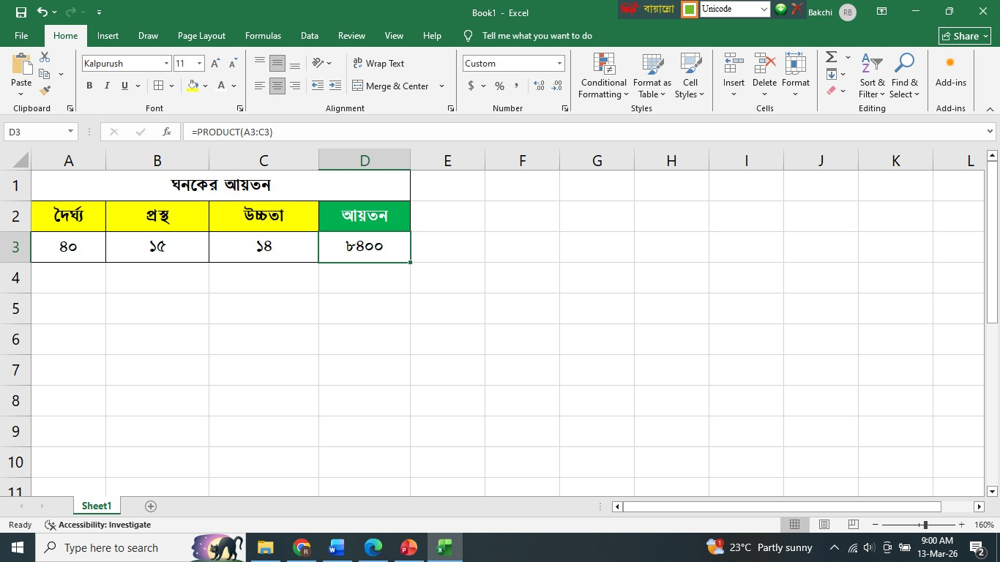 Book1 - Excel
বায়ান্নো Unicode Bakchi RB
File Home Insert Draw Page Layout Formulas Data Review View Help Tell me what you want to do Share
Paste Kalpurush 11 Wrap Text Custom Conditional Formatting Format as Table Cell Styles Insert Delete Format Sort & Filter Find & Select Add-ins
B I U A Merge & Center $ % ,
Clipboard Font Alignment Number Styles Cells Editing Add-ins
D3 fx =PRODUCT(A3:C3)
A B C D E F G H I J K L
1 ঘনকের আয়তন
2 দৈর্ঘ্য প্রস্থ উচ্চতা আয়তন
3 ৪০ ১৫ ১৪ ৮৪০০
4
5
6
7
8
9
10
11
Sheet1
Ready Accessibility: Investigate 160%
Type here to search 1 23°C Partly sunny 9:00 AM
13-Mar-26 2